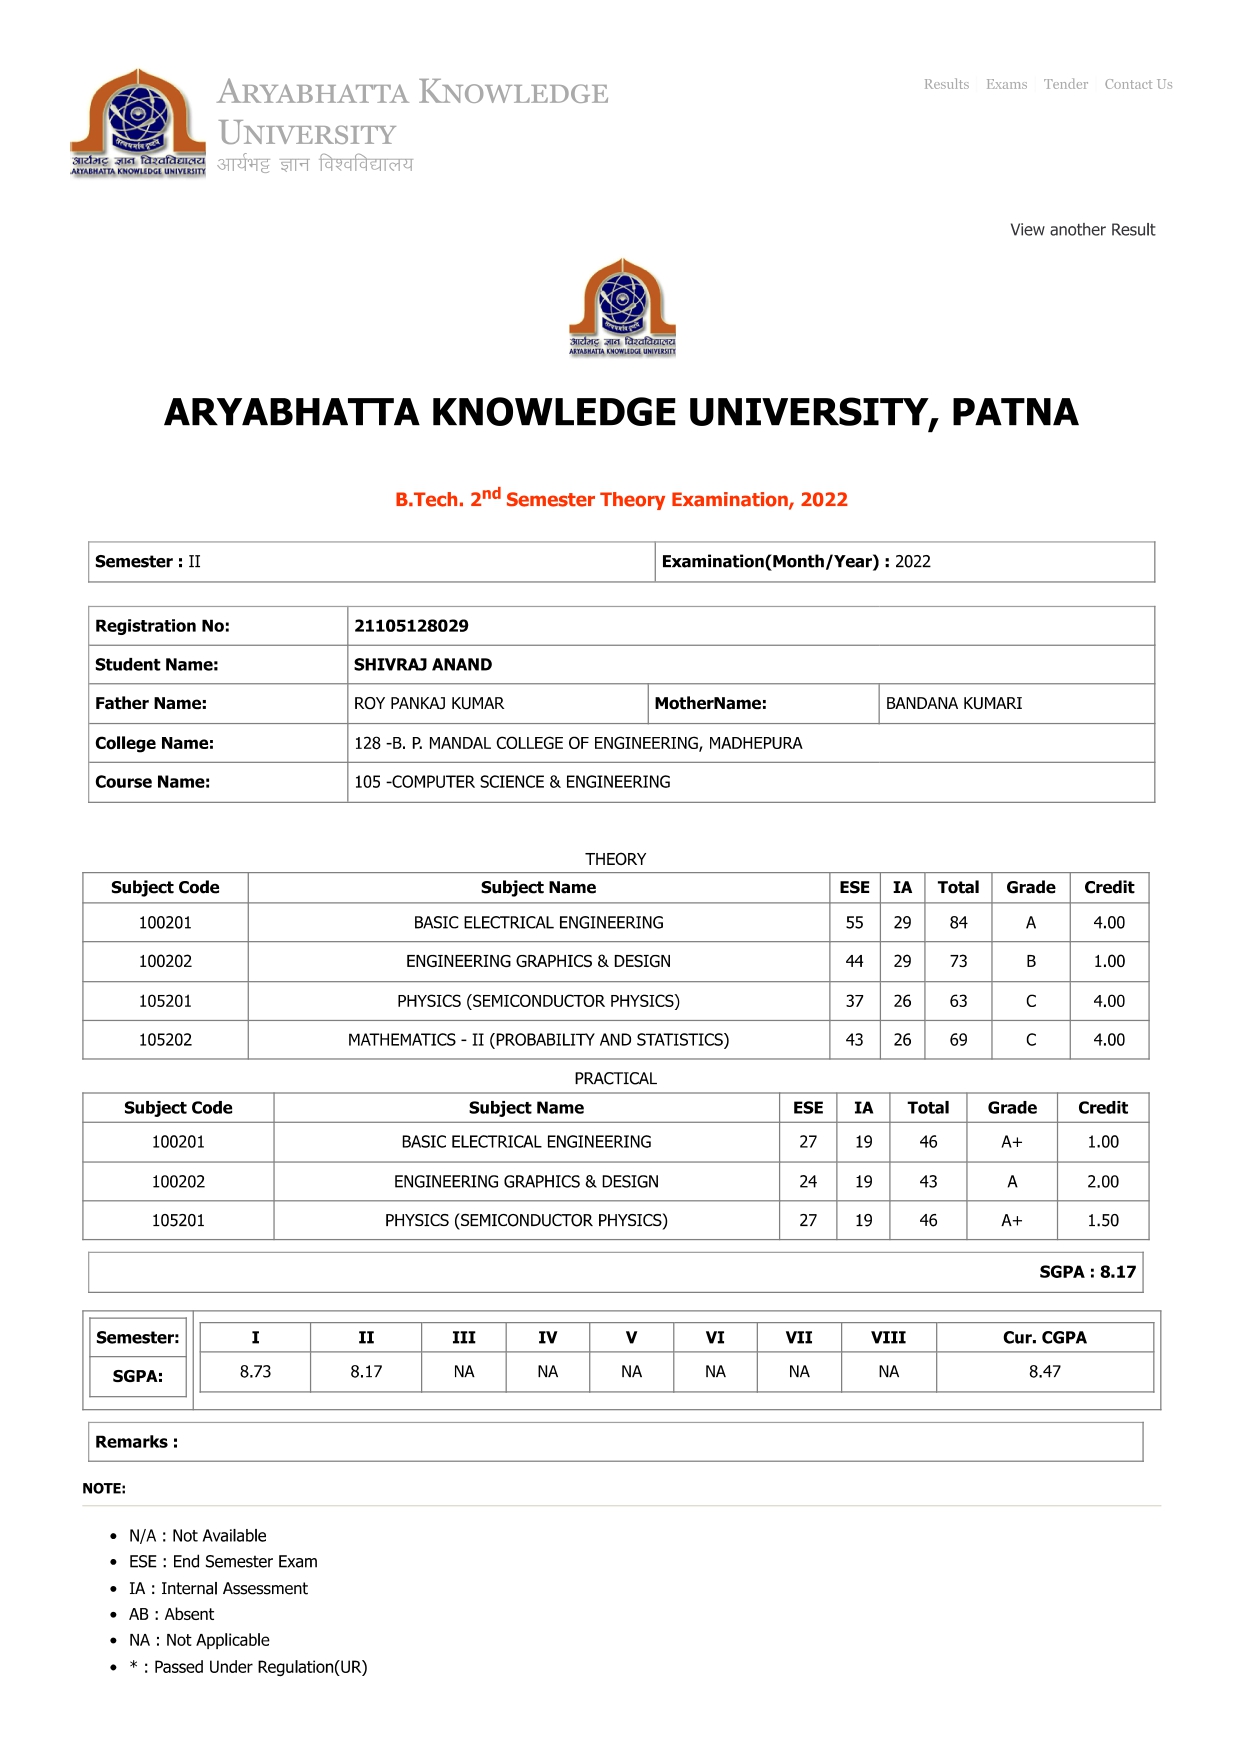 ARYABHATTA KNOWLEDGE
UNIVERSITY
आर्यभट्ट ज्ञान विश्वविद्यालय
आर्यभट ज्ञान विश्वविद्यालय
ARYABHATTA KNOWLEDGE UNIVERSITY
Results Exams Tender Contact Us
View another Result
आर्यभट ज्ञान विश्वविद्यालय
ARYABHATTA KNOWLEDGE UNIVERSITY
ARYABHATTA KNOWLEDGE UNIVERSITY, PATNA
B.Tech. 2nd Semester Theory Examination, 2022
Semester : II Examination(Month/Year) : 2022
Registration No: 21105128029
Student Name: SHIVRAJ ANAND
Father Name: ROY PANKAJ KUMAR MotherName: BANDANA KUMARI
College Name: 128 -B. P. MANDAL COLLEGE OF ENGINEERING, MADHEPURA
Course Name: 105 -COMPUTER SCIENCE & ENGINEERING
THEORY
Subject Code Subject Name ESE IA Total Grade Credit
100201 BASIC ELECTRICAL ENGINEERING 55 29 84 A 4.00
100202 ENGINEERING GRAPHICS & DESIGN 44 29 73 B 1.00
105201 PHYSICS (SEMICONDUCTOR PHYSICS) 37 26 63 C 4.00
105202 MATHEMATICS - II (PROBABILITY AND STATISTICS) 43 26 69 C 4.00
PRACTICAL
Subject Code Subject Name ESE IA Total Grade Credit
100201 BASIC ELECTRICAL ENGINEERING 27 19 46 A+ 1.00
100202 ENGINEERING GRAPHICS & DESIGN 24 19 43 A 2.00
105201 PHYSICS (SEMICONDUCTOR PHYSICS) 27 19 46 A+ 1.50
SGPA : 8.17
Semester: I II III IV V VI VII VIII Cur. CGPA
SGPA: 8.73 8.17 NA NA NA NA NA NA 8.47
Remarks :
NOTE:
• N/A : Not Available
• ESE : End Semester Exam
• IA : Internal Assessment
• AB : Absent
• NA : Not Applicable
• * : Passed Under Regulation(UR)